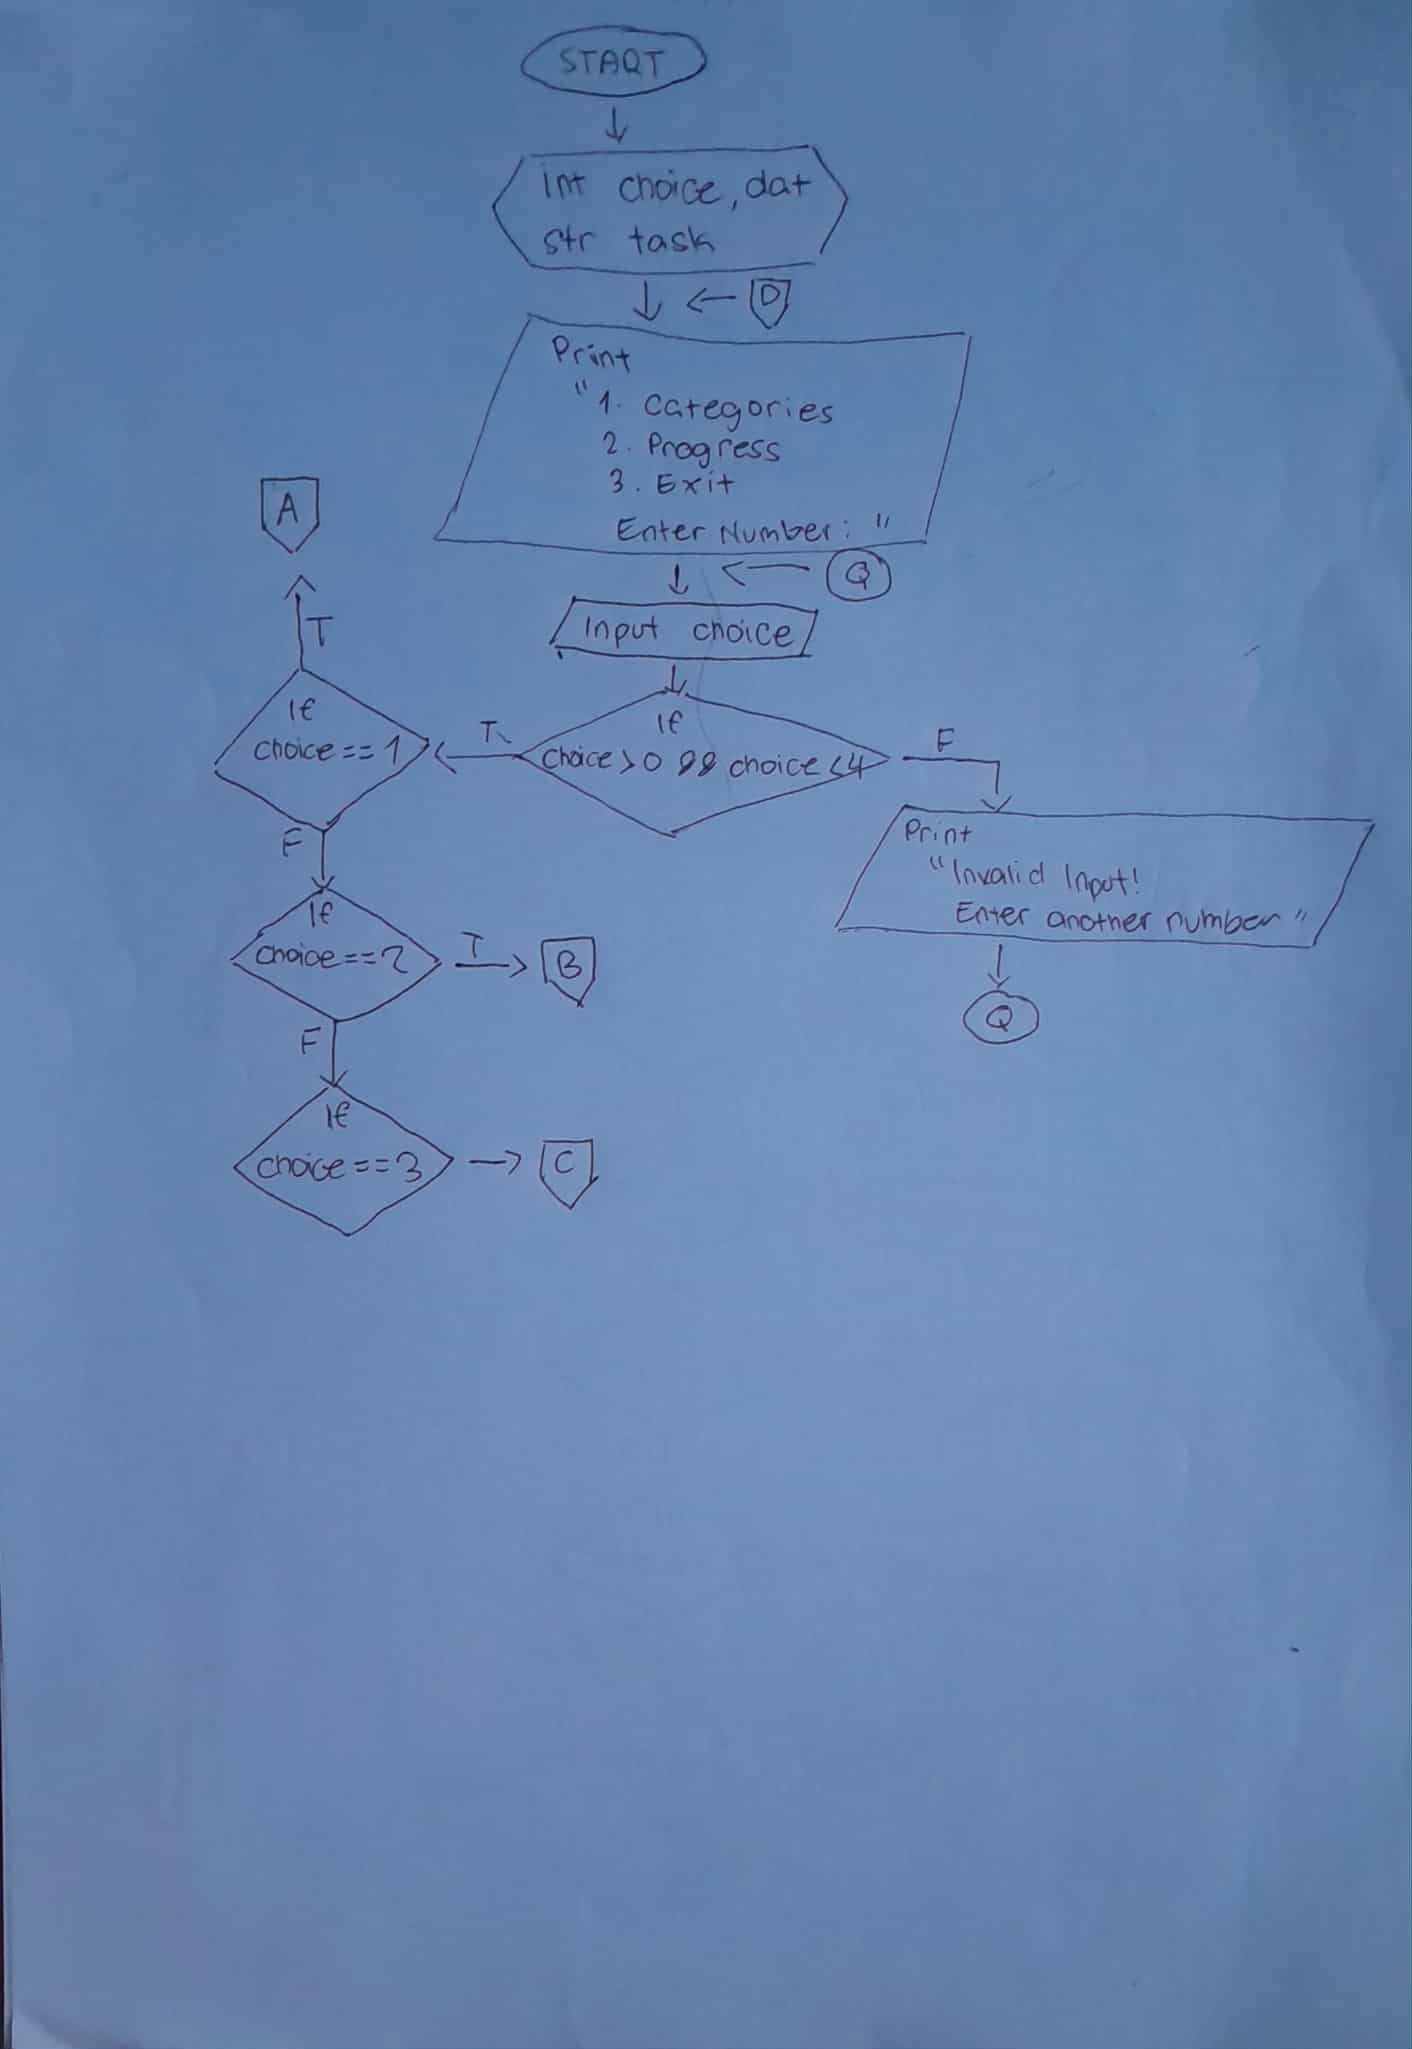 START
int choice, dat
str task
D
Print
"1. Categories
2. Progress
3. Exit
Enter Number: "
A
Q
Input choice
T
If
choice == 1
T
If
choice > 0 && choice < 4
F
Print
"Invalid Input!
Enter another number"
F
If
choice == 2
T
B
Q
F
If
choice == 3
C